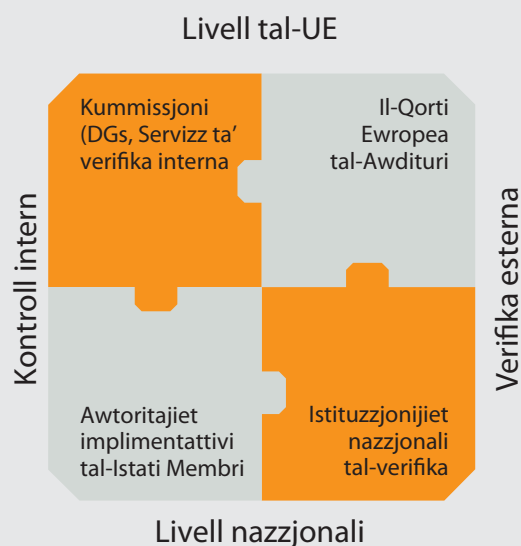 Livell tal-UE
Kummissjoni
(DGs, Servizz ta’
verifika interna
Il-Qorti
Ewropea
tal-Awdituri
Kontroll intern
Verifika esterna
Awtoritajiet
implimentattivi
tal-Istati Membri
Istituzzjonijiet
nazzjonali
tal-verifika
Livell nazzjonali